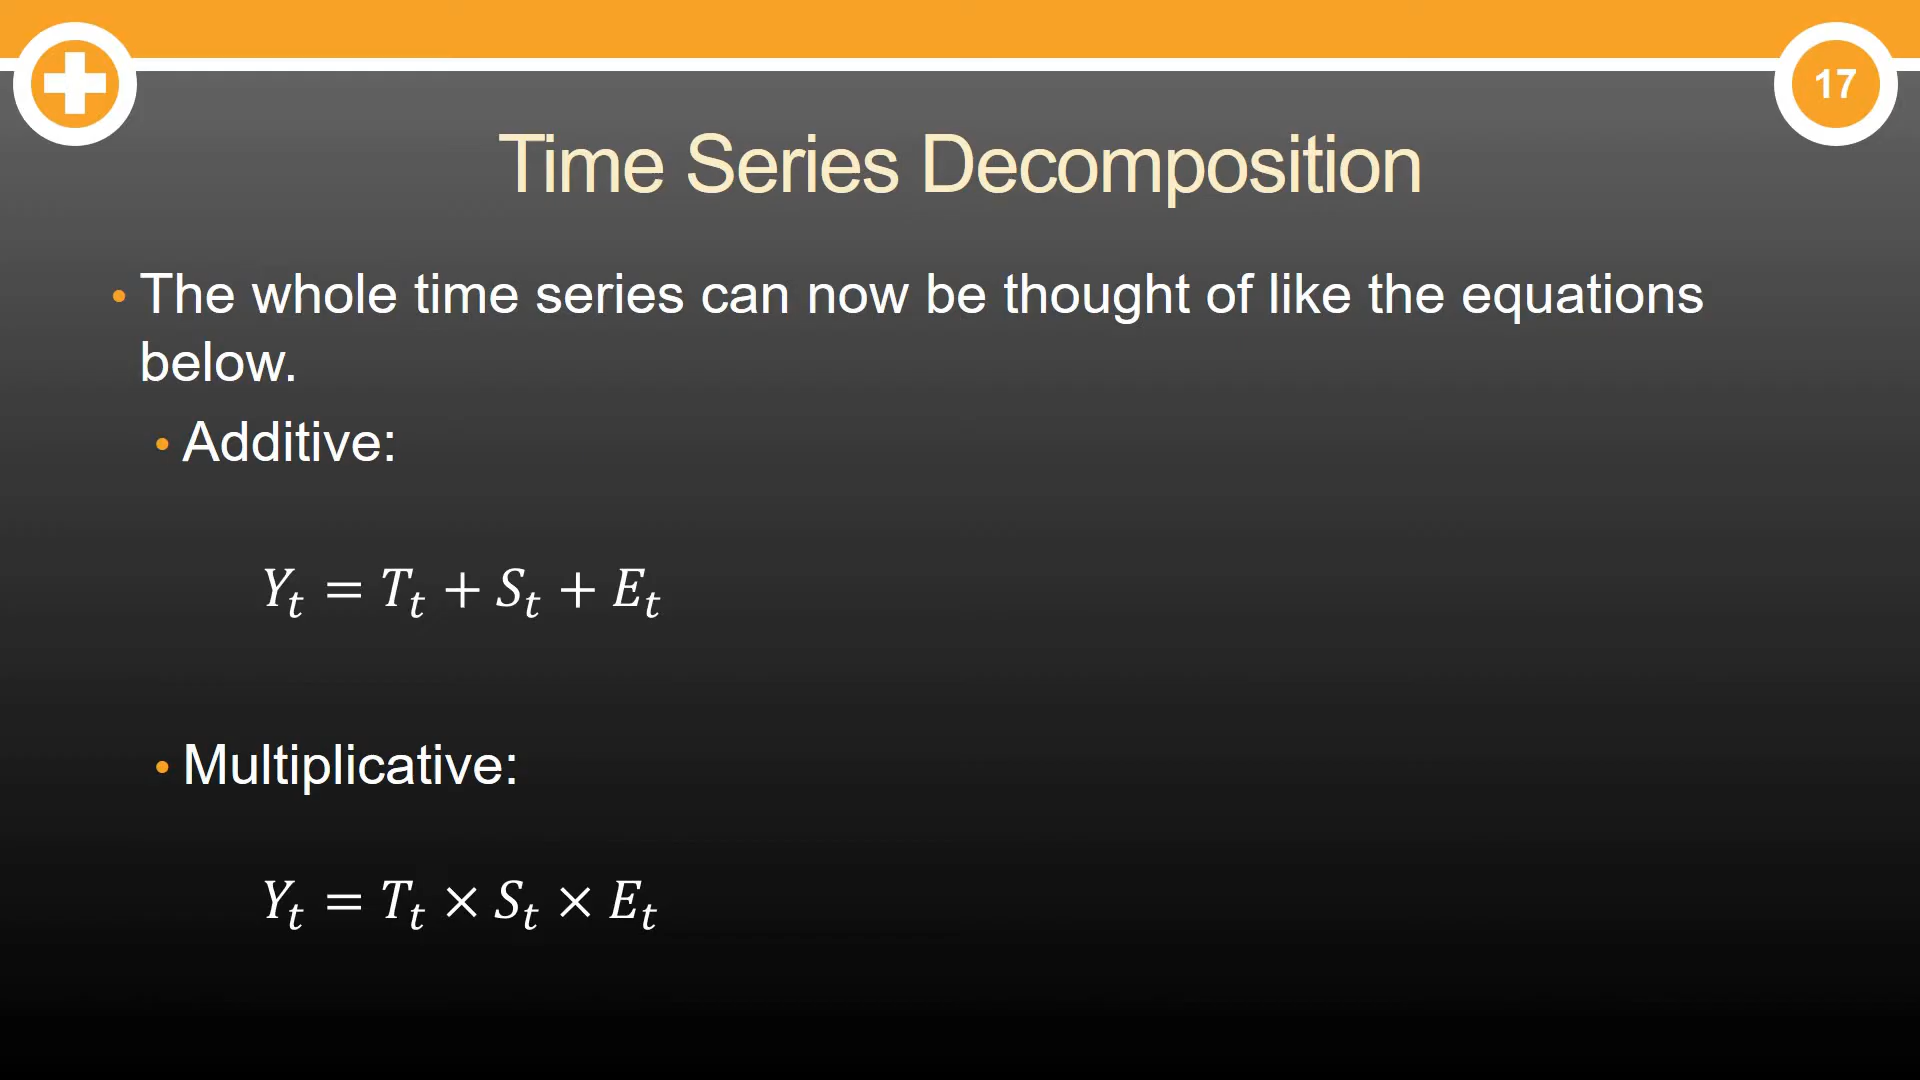 17
Time Series Decomposition
• The whole time series can now be thought of like the equations
below.
• Additive:
𝑌ₜ = 𝑇ₜ + 𝑆ₜ + 𝐸ₜ
• Multiplicative:
𝑌ₜ = 𝑇ₜ × 𝑆ₜ × 𝐸ₜ